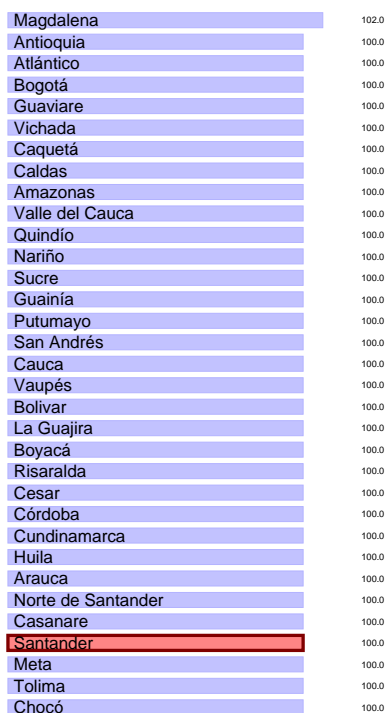 Magdalena 102.0
Antioquia 100.0
Atlántico 100.0
Bogotá 100.0
Guaviare 100.0
Vichada 100.0
Caquetá 100.0
Caldas 100.0
Amazonas 100.0
Valle del Cauca 100.0
Quindío 100.0
Nariño 100.0
Sucre 100.0
Guainía 100.0
Putumayo 100.0
San Andrés 100.0
Cauca 100.0
Vaupés 100.0
Bolivar 100.0
La Guajira 100.0
Boyacá 100.0
Risaralda 100.0
Cesar 100.0
Córdoba 100.0
Cundinamarca 100.0
Huila 100.0
Arauca 100.0
Norte de Santander 100.0
Casanare 100.0
Santander 100.0
Meta 100.0
Tolima 100.0
Chocó 100.0